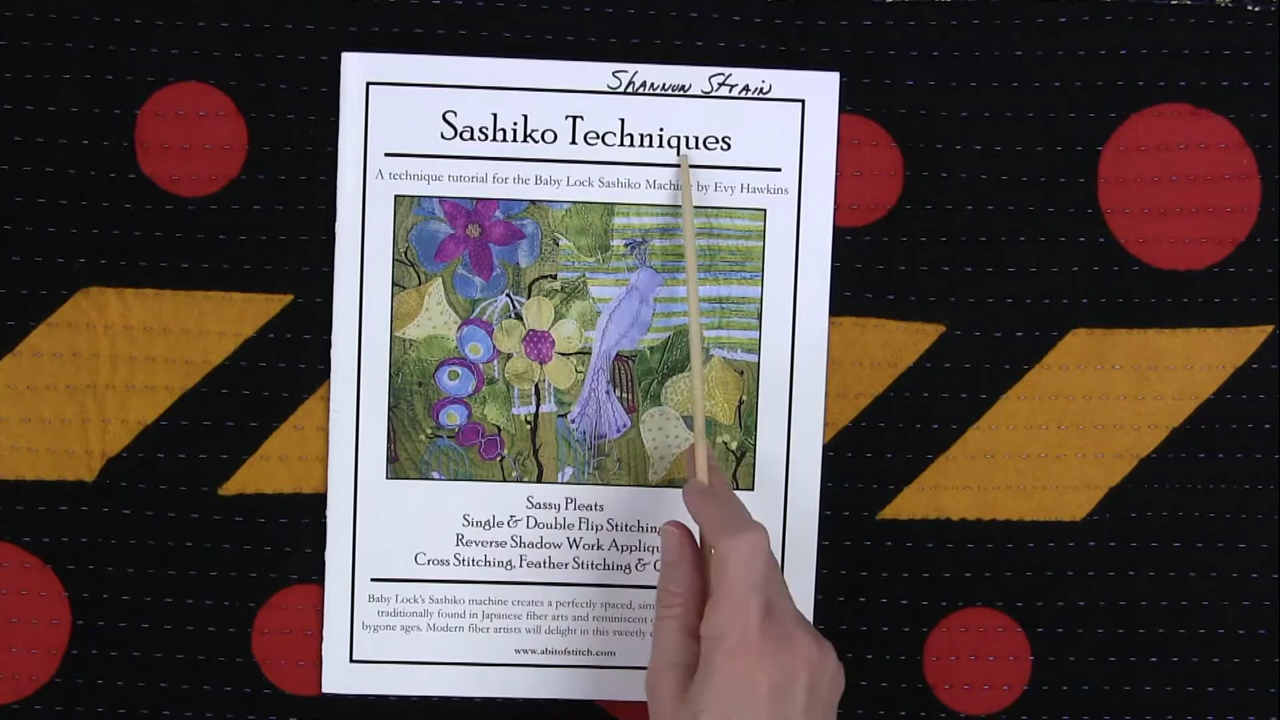 Shannon Strain
Sashiko Techniques
A technique tutorial for the Baby Lock Sashiko Machine by Evy Hawkins
Sassy Pleats
Single & Double Flip Stitching
Reverse Shadow Work
Cross Stitching, Feather Stitching &
Baby Lock's Sashiko machine creates a perfectly spaced,
traditionally found in Japanese fiber arts and reminiscent
bygone ages. Modern fiber artists will delight in this sweetly
www.abitofstitch.com